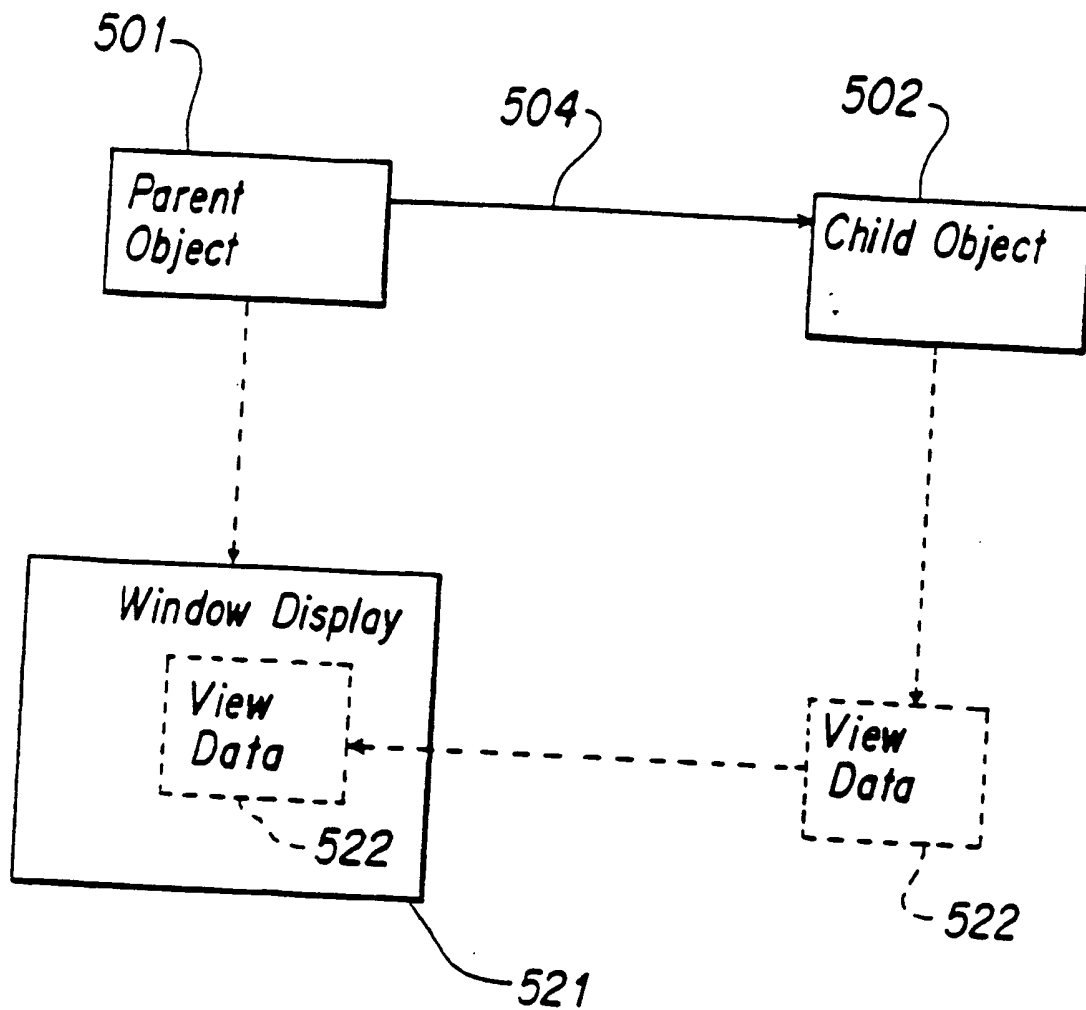 501
504
502
Parent
Object
Child Object
Window Display
View
Data
522
View
Data
522
521